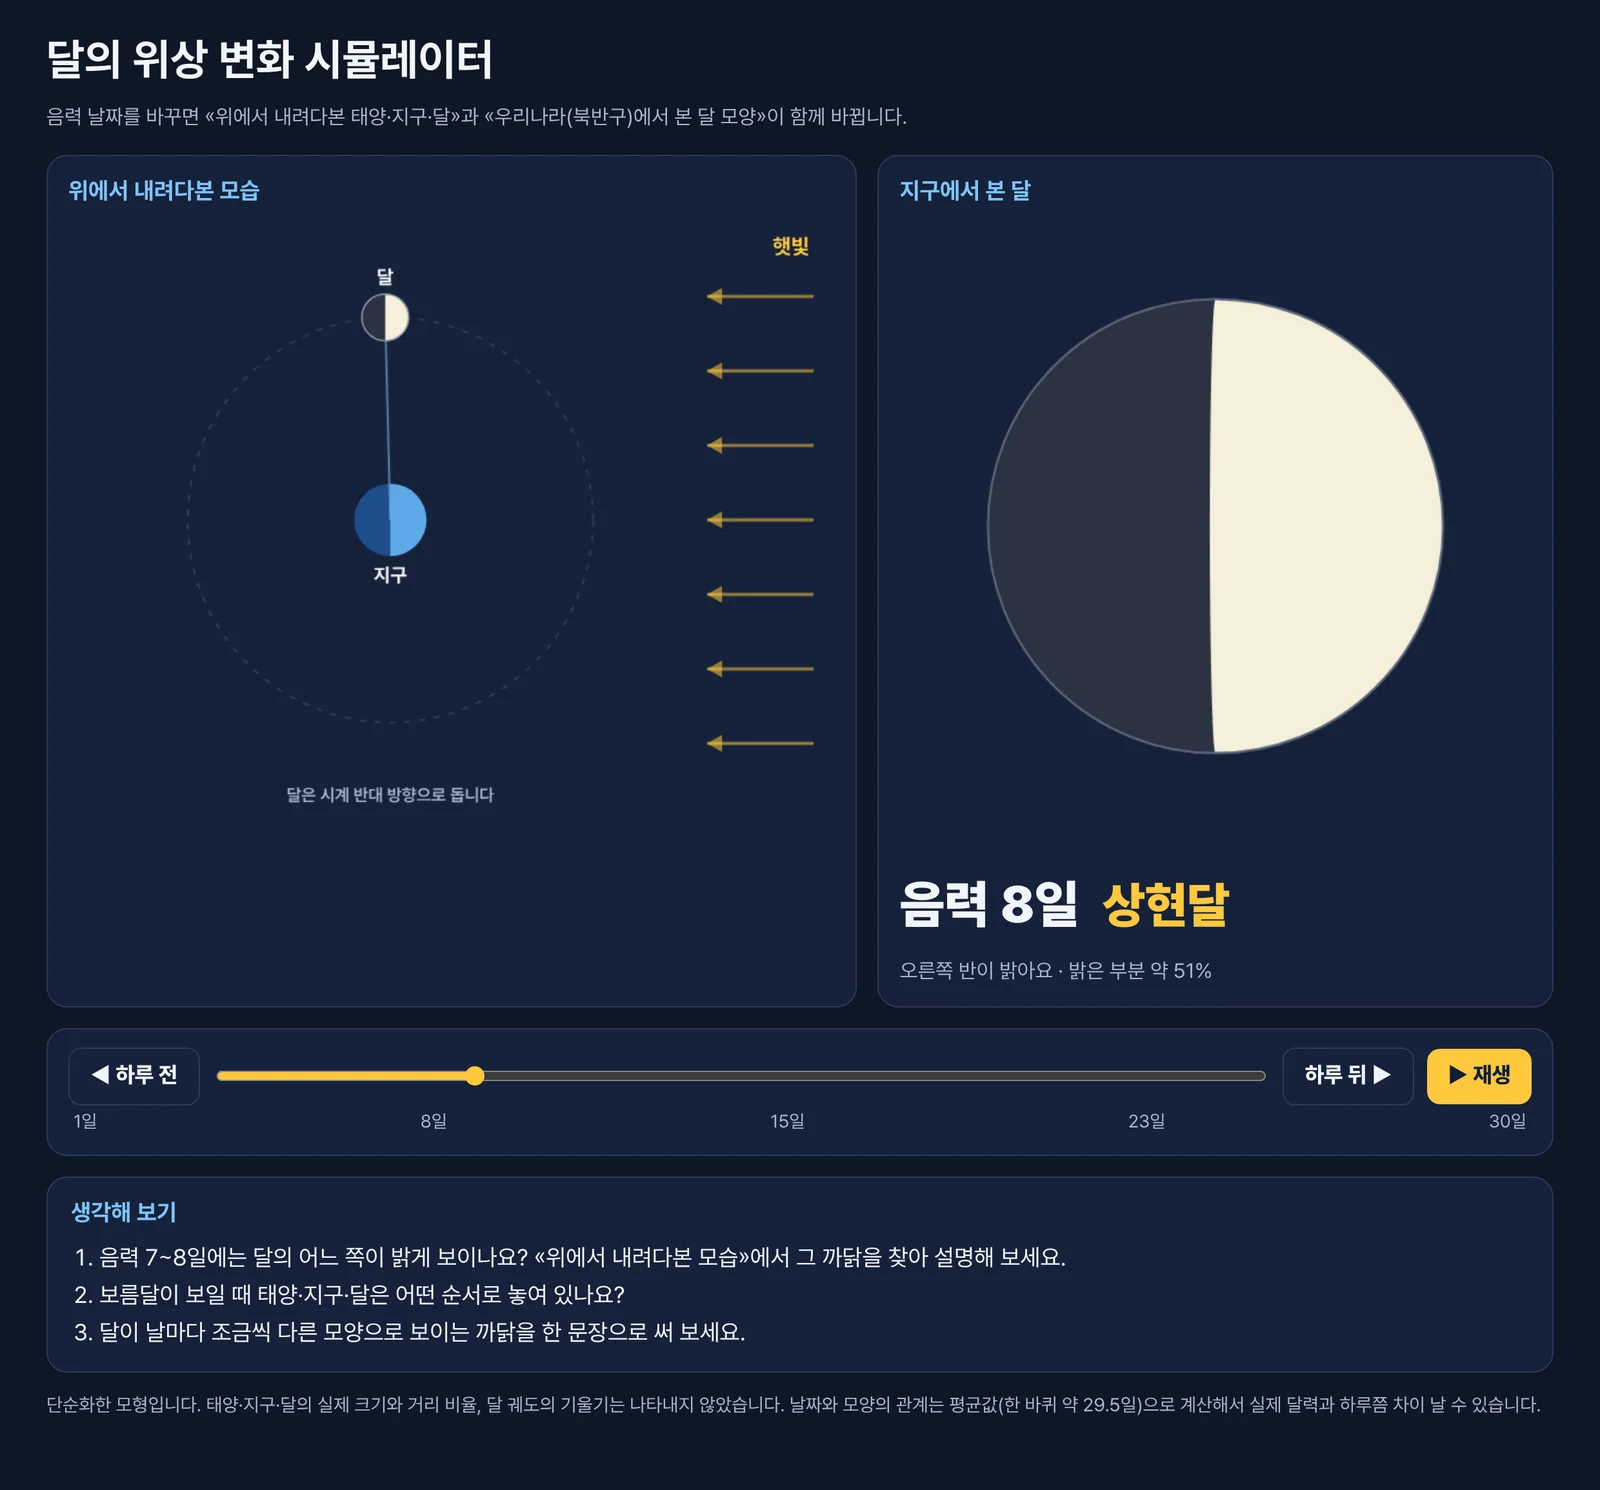 달의 위상 변화 시뮬레이터
음력 날짜를 바꾸면 «위에서 내려다본 태양·지구·달»과 «우리나라(북반구)에서 본 달 모양»이 함께 바뀝니다.
위에서 내려다본 모습
햇빛
달
지구
달은 시계 반대 방향으로 돕니다
지구에서 본 달
음력 8일 상현달
오른쪽 반이 밝아요 · 밝은 부분 약 51%
◀ 하루 전
하루 뒤 ▶
▶ 재생
1일 8일 15일 23일 30일
생각해 보기
1. 음력 7~8일에는 달의 어느 쪽이 밝게 보이나요? «위에서 내려다본 모습»에서 그 까닭을 찾아 설명해 보세요.
2. 보름달이 보일 때 태양·지구·달은 어떤 순서로 놓여 있나요?
3. 달이 날마다 조금씩 다른 모양으로 보이는 까닭을 한 문장으로 써 보세요.
단순화한 모형입니다. 태양·지구·달의 실제 크기와 거리 비율, 달 궤도의 기울기는 나타내지 않았습니다. 날짜와 모양의 관계는 평균값(한 바퀴 약 29.5일)으로 계산해서 실제 달력과 하루쯤 차이 날 수 있습니다.